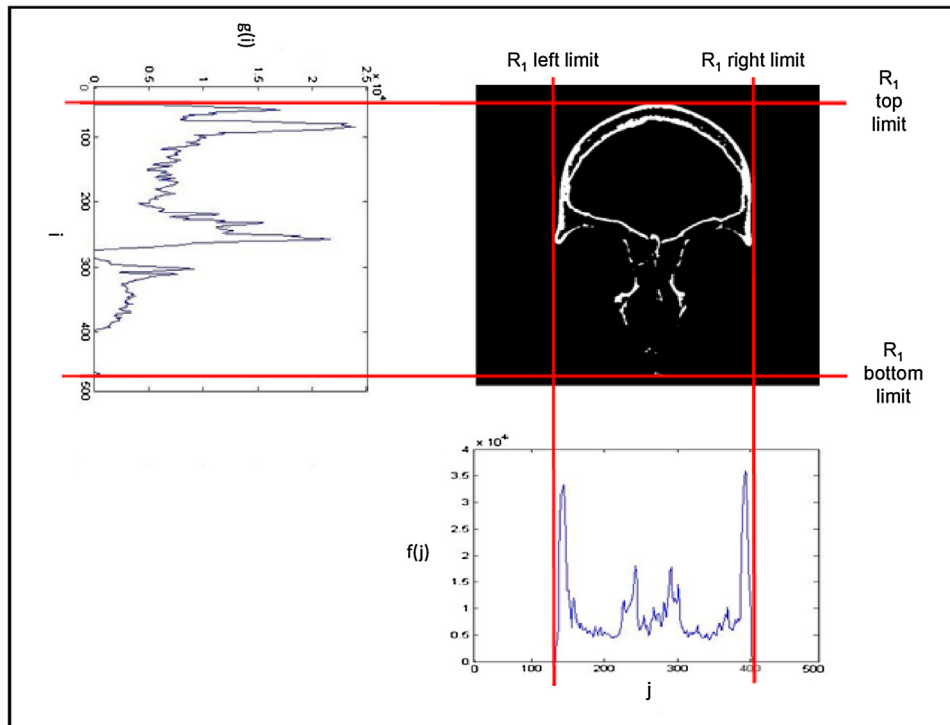 g(i)
× 10⁴
0
0 5
1
1 5
2
2 5
0
100
200
300
400
500
i
R₁ left limit
R₁ right limit
R₁
top
limit
R₁
bottom
limit
× 10⁴
4
3.5
3
2.5
2
1.5
1
0.5
0
f(j)
0
100
200
300
400
500
j